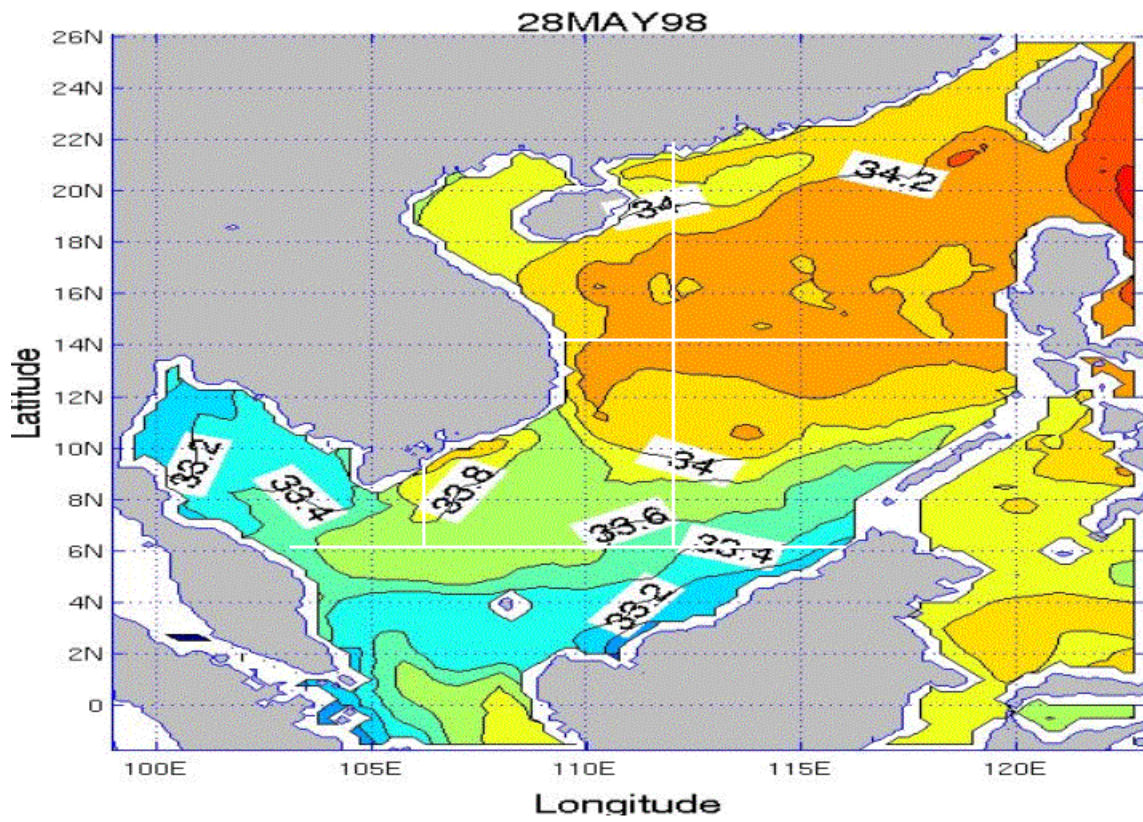 28MAY98
26N
24N
22N
20N
18N
16N
14N
12N
10N
8N
6N
4N
2N
0
Latitude
34.2
34
33.2
33.4
33.8
34
33.6
33.4
33.2
100E 105E 110E 115E 120E
Longitude